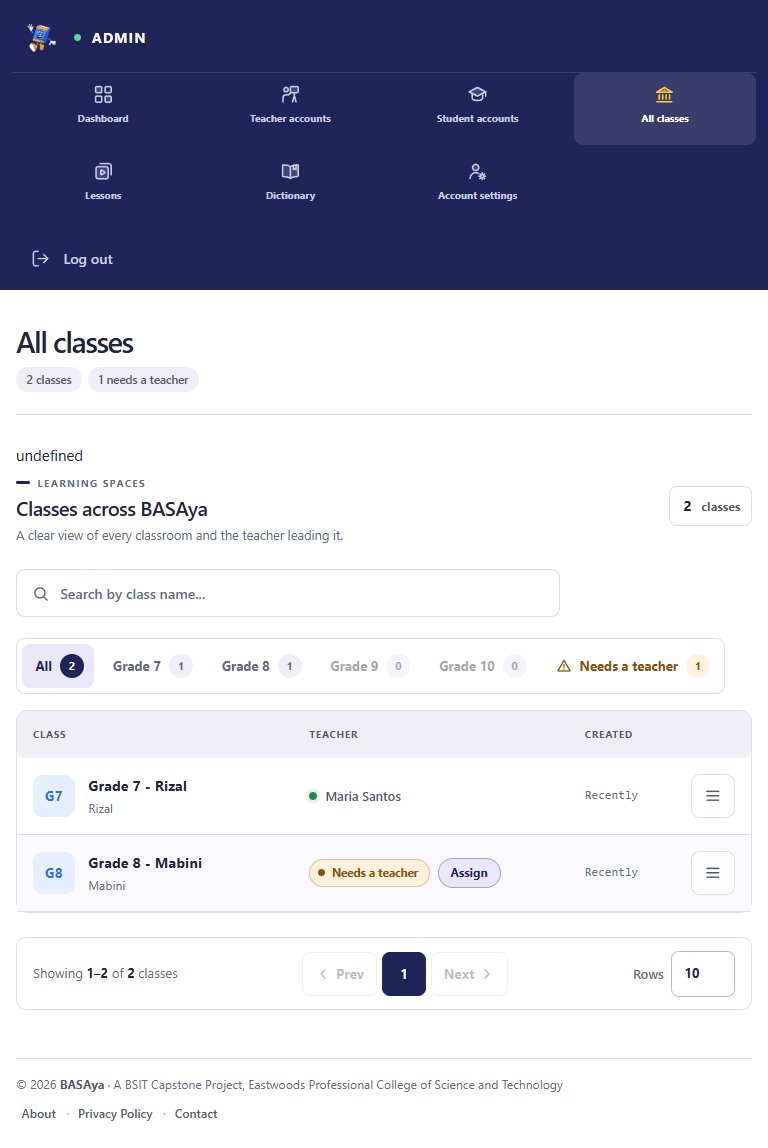 ADMIN
Dashboard
Teacher accounts
Student accounts
All classes
Lessons
Dictionary
Account settings
Log out
All classes
2 classes
1 needs a teacher
undefined
LEARNING SPACES
Classes across BASAya
A clear view of every classroom and the teacher leading it.
2 classes
Search by class name...
All 2
Grade 7 1
Grade 8 1
Grade 9 0
Grade 10 0
Needs a teacher 1
CLASS TEACHER CREATED
G7
Grade 7 - Rizal
Rizal
Maria Santos
Recently
G8
Grade 8 - Mabini
Mabini
Needs a teacher
Assign
Recently
Showing 1–2 of 2 classes
Prev
1
Next
Rows 10
© 2026 BASAya · A BSIT Capstone Project, Eastwoods Professional College of Science and Technology
About · Privacy Policy · Contact